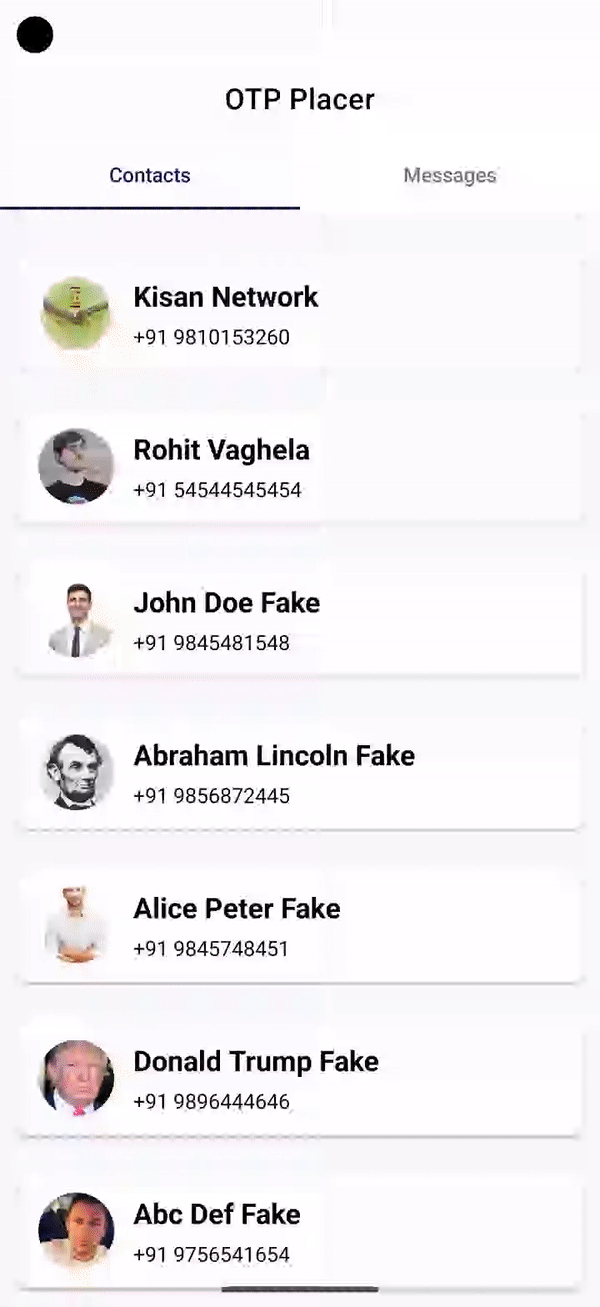 OTP Placer
Contacts
Messages
Kisan Network
+91 9810153260
Rohit Vaghela
+91 54544545454
John Doe Fake
+91 9845481548
Abraham Lincoln Fake
+91 9856872445
Alice Peter Fake
+91 9845748451
Donald Trump Fake
+91 9896444646
Abc Def Fake
+91 9756541654